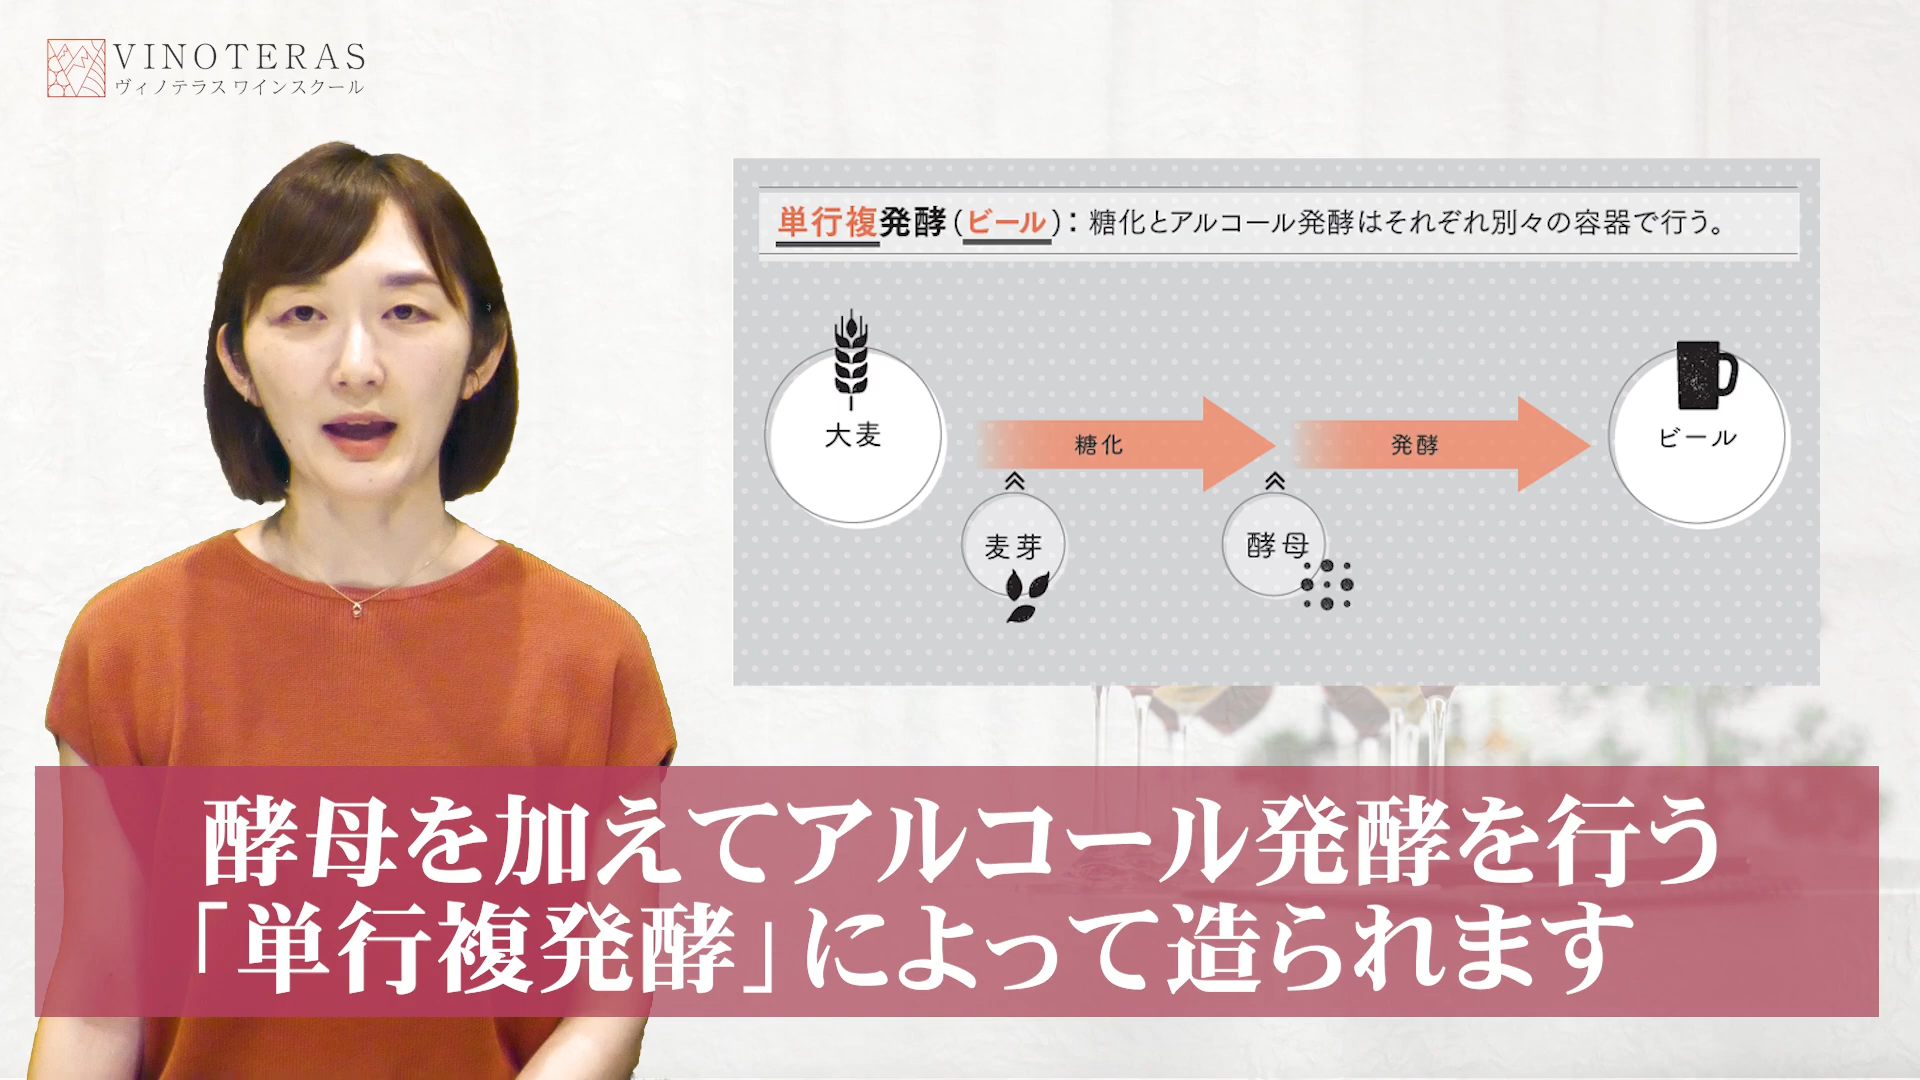 VINOTERAS
ヴィノテラス ワインスクール
単行複発酵(ビール)：糖化とアルコール発酵はそれぞれ別々の容器で行う。
大麦
糖化
発酵
ビール
麦芽
酵母
酵母を加えてアルコール発酵を行う
「単行複発酵」によって造られます